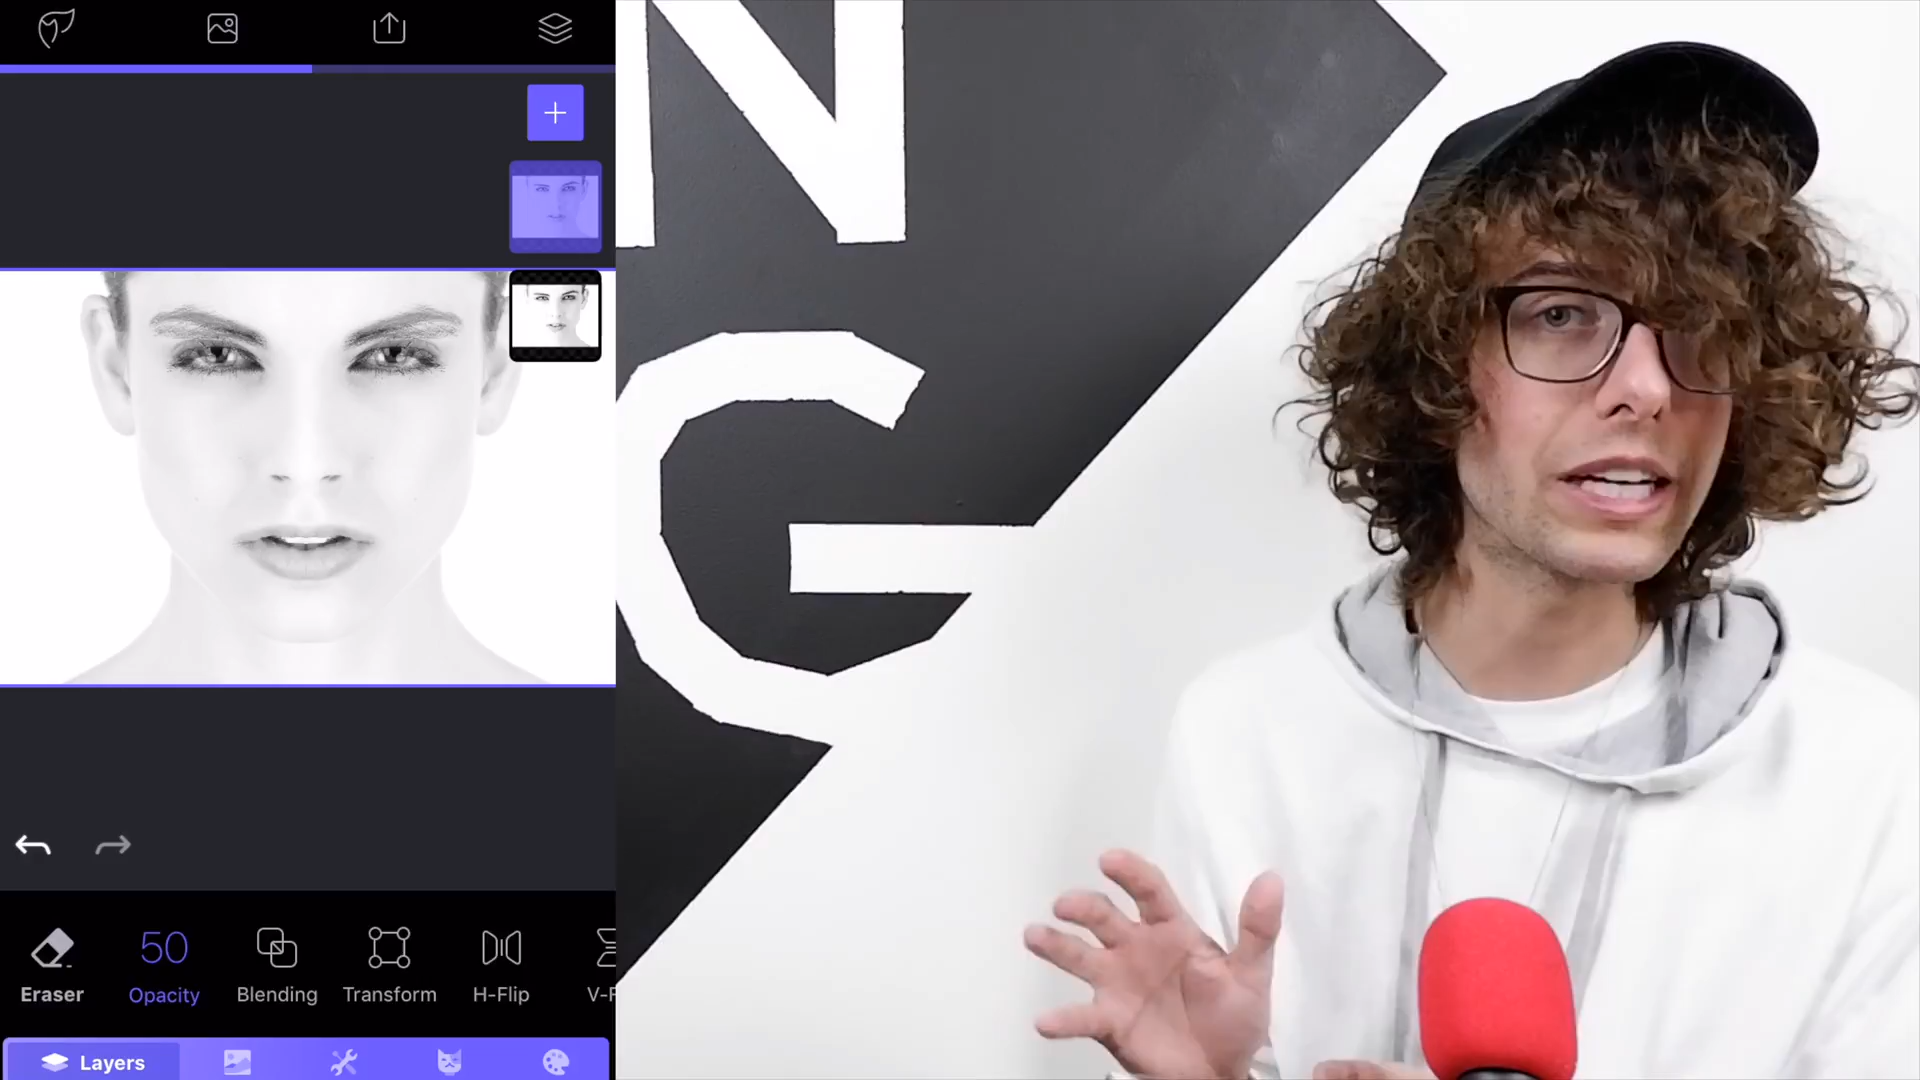 N
G
50
Eraser
Opacity
Blending
Transform
H-Flip
Layers